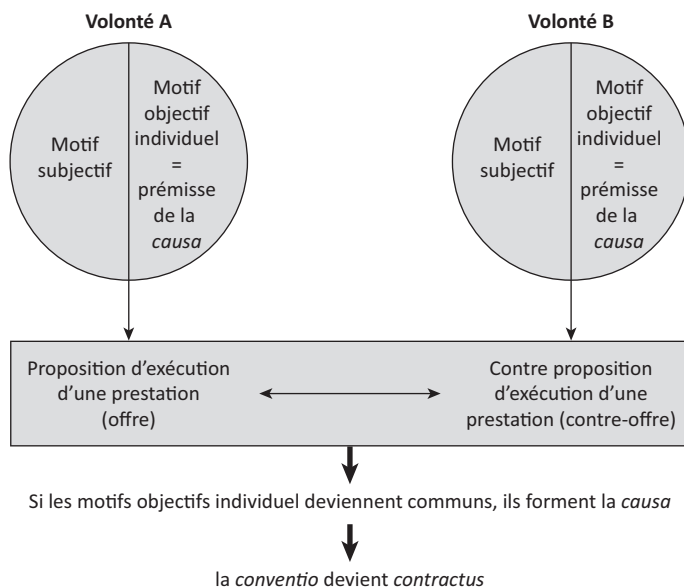 Volonté A
Volonté B
Motif
subjectif
Motif
objectif
individuel
=
prémisse
de la
causa
Motif
subjectif
Motif
objectif
individuel
=
prémisse
de la
causa
Proposition d'exécution
d'une prestation
(offre)
Contre proposition
d'exécution d'une
prestation (contre-offre)
Si les motifs objectifs individuel deviennent communs, ils forment la causa
la conventio devient contractus